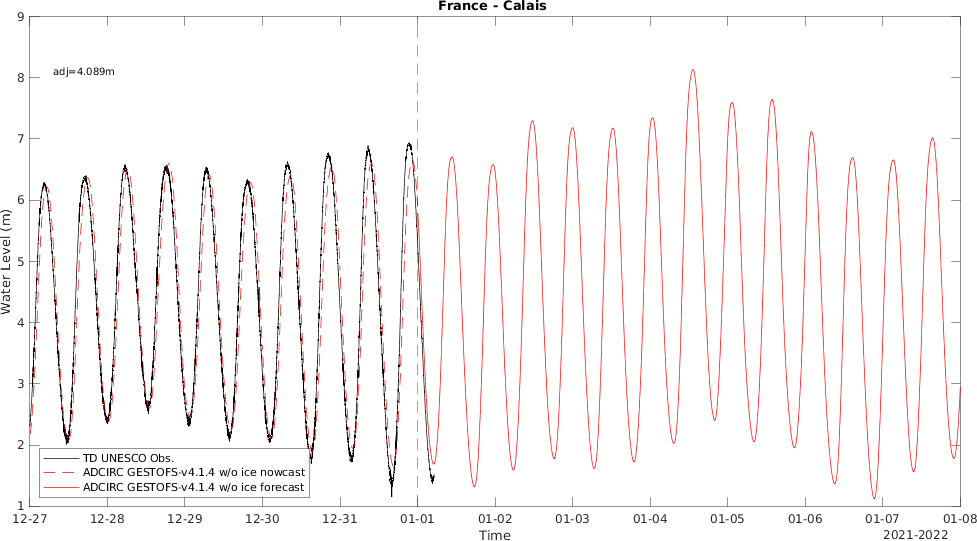 France - Calais
adj=4.089m
9
8
7
6
5
4
3
2
1
Water Level (m)
TD UNESCO Obs.
ADCIRC GESTOFS-v4.1.4 w/o ice nowcast
ADCIRC GESTOFS-v4.1.4 w/o ice forecast
12-27 12-28 12-29 12-30 12-31 01-01 01-02 01-03 01-04 01-05 01-06 01-07 01-08
Time
2021-2022